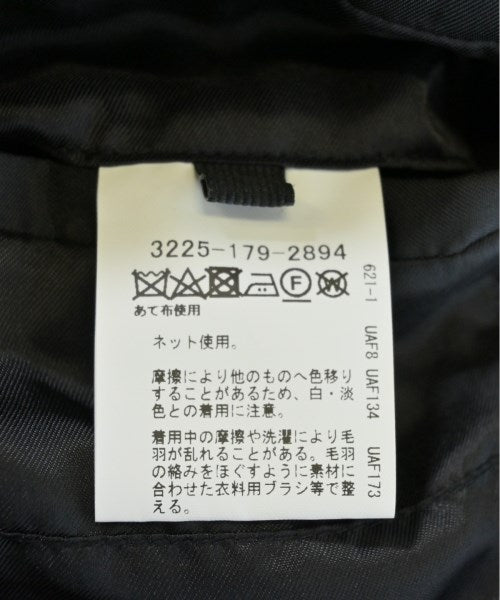 3225-179-2894
F W
あて布使用
ネット使用。
摩擦により他のものへ色移り
することがあるため、白・淡
色との着用に注意。
着用中の摩擦や洗濯により毛
羽が乱れることがある。毛羽
の絡みをほぐすように素材に
合わせた衣料用ブラシ等で整
える。
621-1 UAF8 UAF134 UAF173